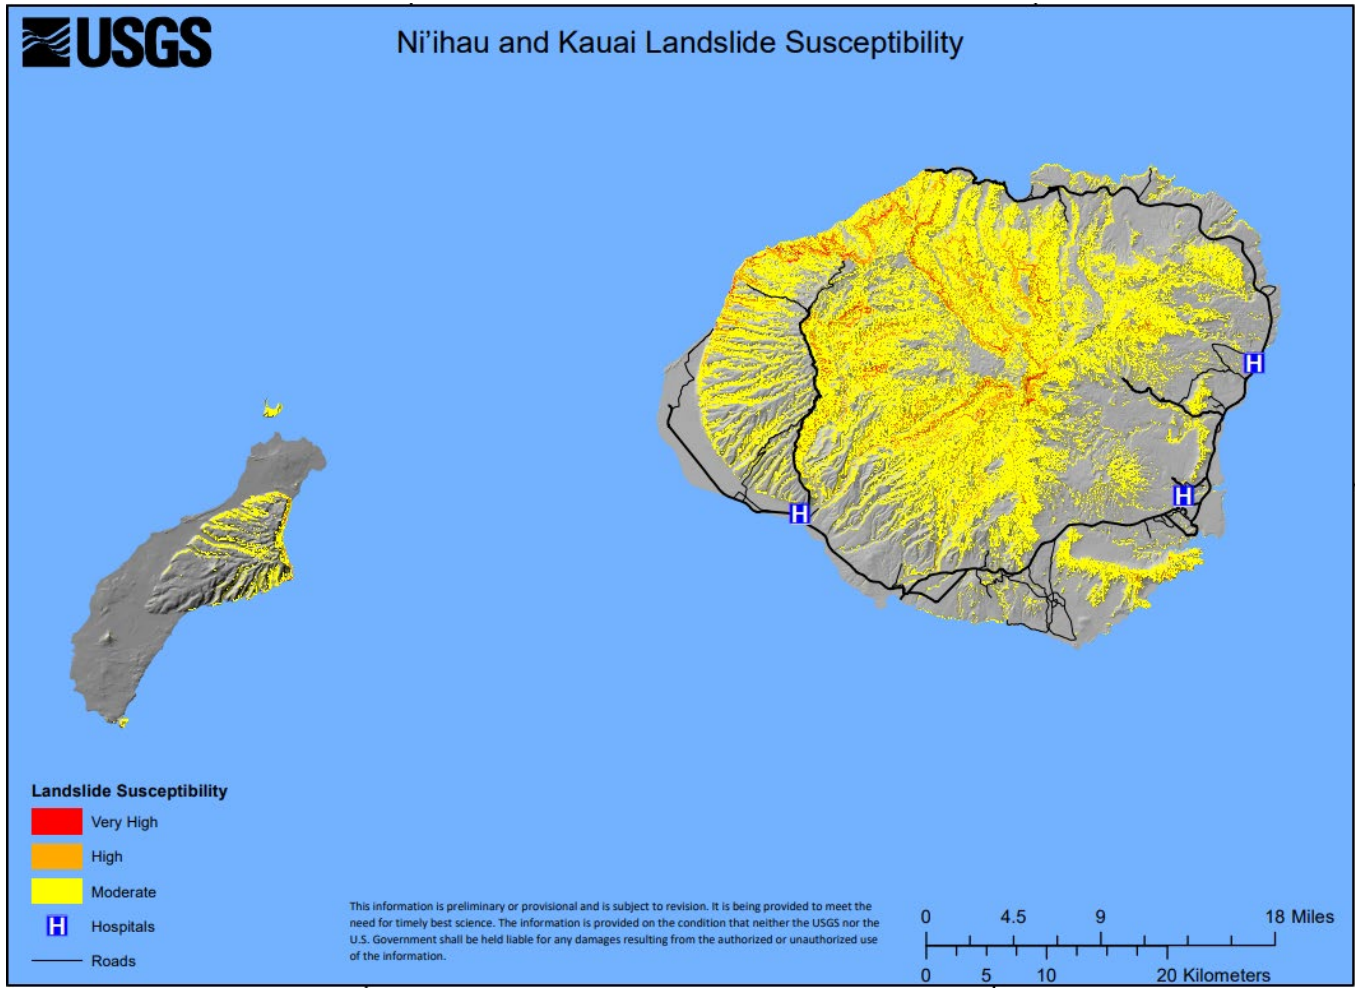 USGS
Ni'ihau and Kauai Landslide Susceptibility
H
H
H
Landslide Susceptibility
Very High
High
Moderate
H Hospitals
Roads
This information is preliminary or provisional and is subject to revision. It is being provided to meet the
need for timely best science. The information is provided on the condition that neither the USGS nor the
U.S. Government shall be held liable for any damages resulting from the authorized or unauthorized use
of the information.
0 4.5 9 18 Miles
0 5 10 20 Kilometers